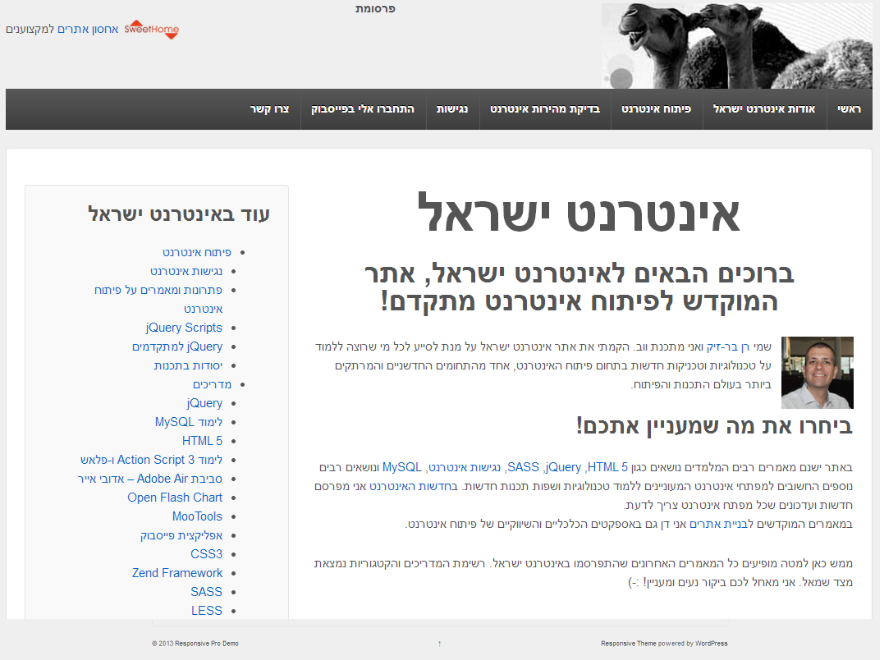 פרסומת
SweetHome אחסון אתרים למקצוענים
ראשי
אודות אינטרנט ישראל
פיתוח אינטרנט
בדיקת מהירות אינטרנט
נגישות
התחברו אלי בפייסבוק
צרו קשר
אינטרנט ישראל
ברוכים הבאים לאינטרנט ישראל, אתר
המוקדש לפיתוח אינטרנט מתקדם!
שמי רן בר-זיק ואני מתכנת ווב. הקמתי את אתר אינטרנט ישראל על מנת לסייע לכל מי שרוצה ללמוד
על טכנולוגיות וטכניקות חדשות בתחום פיתוח האינטרנט, אחד מהתחומים החדשניים והמרתקים
ביותר בעולם התכנות והפיתוח.
ביחרו את מה שמעניין אתכם!
באתר ישנם מאמרים רבים המלמדים נושאים כגון HTML 5, jQuery, SASS, נגישות אינטרנט, MySQL ונושאים רבים
נוספים החשובים למפתחי אינטרנט המעוניינים ללמוד טכנולוגיות ושפות תכנות חדשות. בחדשות האינטרנט אני מפרסם
חדשות ועדכונים שכל מפתח אינטרנט צריך לדעת.
במאמרים המוקדשים לבניית אתרים אני דן גם באספקטים הכלכליים והשיווקיים של פיתוח אינטרנט.
ממש כאן למטה מופיעים כל המאמרים האחרונים שהתפרסמו באינטרנט ישראל. רשימת המדריכים והקטגוריות נמצאת
מצד שמאל. אני מאחל לכם ביקור נעים ומעניין! :-)
עוד באינטרנט ישראל
פיתוח אינטרנט
נגישות אינטרנט
פתרונות ומאמרים על פיתוח
אינטרנט
jQuery Scripts
jQuery למתקדמים
יסודות בתכנות
מדריכים
jQuery
לימוד MySQL
HTML 5
לימוד Action Script 3 ו-פלאש
סביבת Adobe Air – אדובי אייר
Open Flash Chart
MooTools
אפליקצית פייסבוק
CSS3
Zend Framework
SASS
LESS
© 2013 Responsive Pro Demo
↑
Responsive Theme powered by WordPress